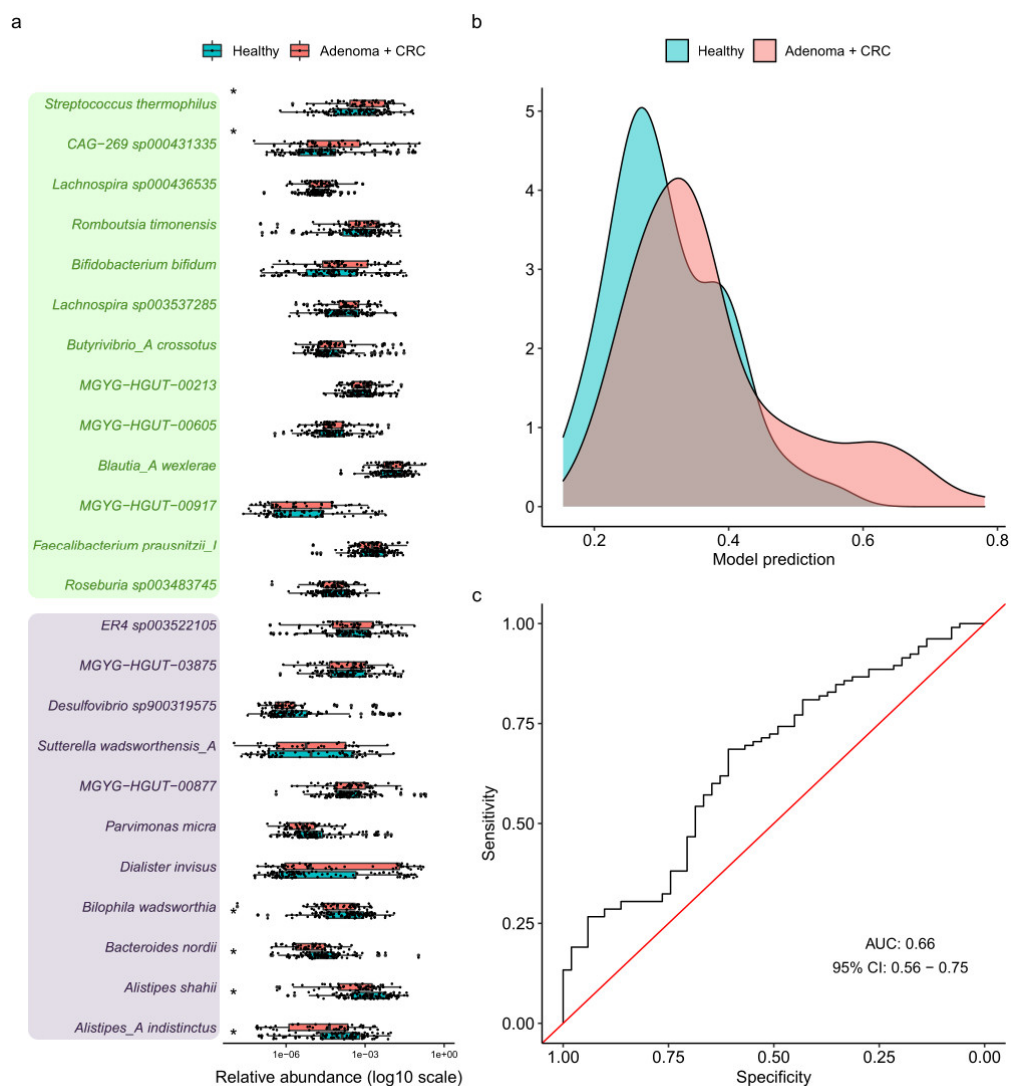 a
Healthy
Adenoma + CRC
*
Streptococcus thermophilus
*
CAG−269 sp000431335
Lachnospira sp000436535
Romboutsia timonensis
Bifidobacterium bifidum
Lachnospira sp003537285
Butyrivibrio_A crossotus
MGYG−HGUT−00213
MGYG−HGUT−00605
Blautia_A wexlerae
MGYG−HGUT−00917
Faecalibacterium prausnitzii_I
Roseburia sp003483745
ER4 sp003522105
MGYG−HGUT−03875
Desulfovibrio sp900319575
Sutterella wadsworthensis_A
MGYG−HGUT−00877
Parvimonas micra
Dialister invisus
Bilophila wadsworthia
*
Bacteroides nordii
*
Alistipes shahii
*
Alistipes_A indistinctus
*
1e−06 1e−03 1e+00
Relative abundance (log10 scale)
b
Healthy
Adenoma + CRC
5
4
3
2
1
0
0.2 0.4 0.6 0.8
Model prediction
c
1.00
0.75
0.50
0.25
0.00
Sensitivity
AUC: 0.66
95% CI: 0.56 − 0.75
1.00 0.75 0.50 0.25 0.00
Specificity